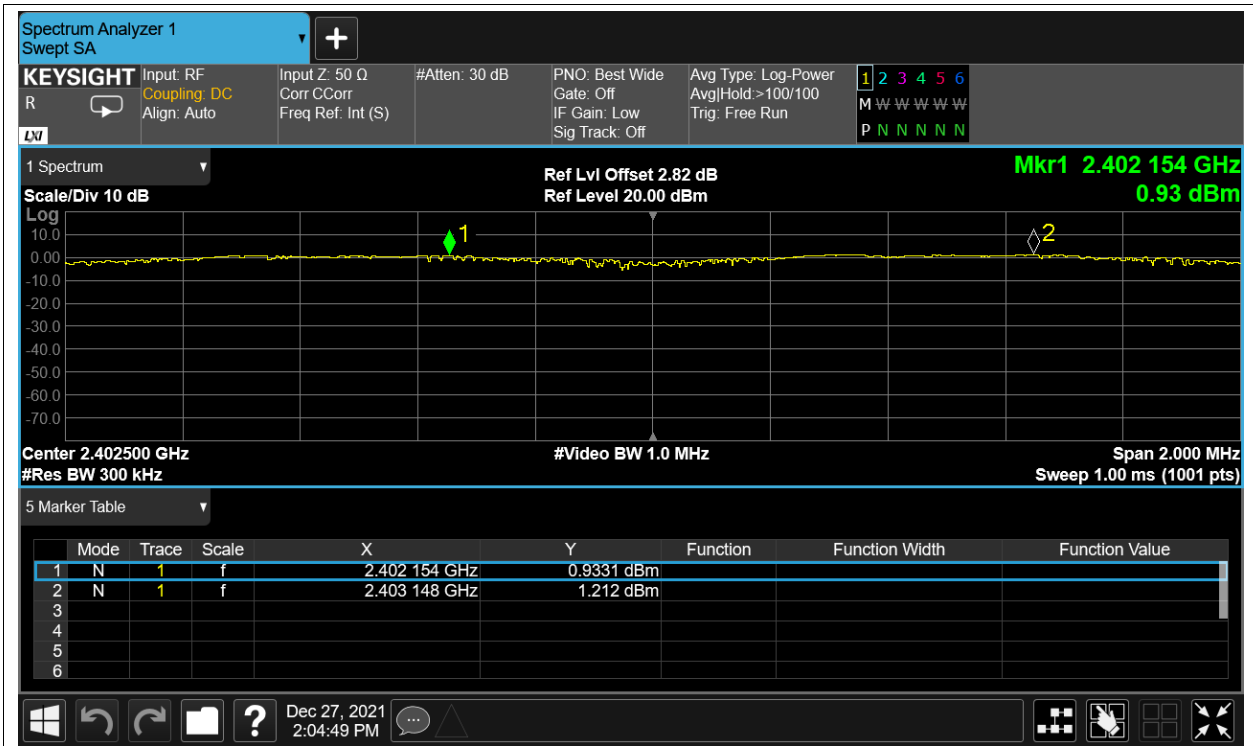 Spectrum Analyzer 1
Swept SA
KEYSIGHT
R
LXI
Input: RF
Coupling: DC
Align: Auto
Input Z: 50 Ω
Corr CCorr
Freq Ref: Int (S)
#Atten: 30 dB
PNO: Best Wide
Gate: Off
IF Gain: Low
Sig Track: Off
Avg Type: Log-Power
Avg|Hold:>100/100
Trig: Free Run
1 2 3 4 5 6
M W W W W W
P N N N N N
1 Spectrum
Scale/Div 10 dB
Ref Lvl Offset 2.82 dB
Ref Level 20.00 dBm
Mkr1 2.402 154 GHz
0.93 dBm
Log
10.0
0.00
-10.0
-20.0
-30.0
-40.0
-50.0
-60.0
-70.0
1
2
Center 2.402500 GHz
#Video BW 1.0 MHz
Span 2.000 MHz
#Res BW 300 kHz
Sweep 1.00 ms (1001 pts)
5 Marker Table
Mode Trace Scale X Y Function Function Width Function Value
1 N 1 f 2.402 154 GHz 0.9331 dBm
2 N 1 f 2.403 148 GHz 1.212 dBm
3
4
5
6
?
Dec 27, 2021
2:04:49 PM